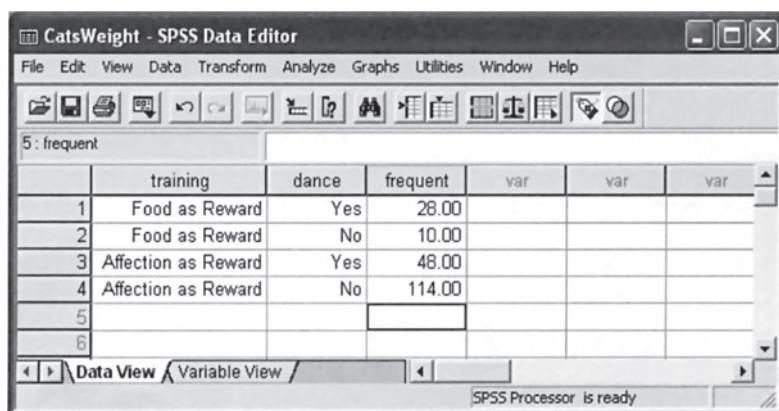 CatsWeight - SPSS Data Editor
File Edit View Data Transform Analyze Graphs Utilities Window Help
5 : frequent
training dance frequent var var var
1 Food as Reward Yes 28.00
2 Food as Reward No 10.00
3 Affection as Reward Yes 48.00
4 Affection as Reward No 114.00
5
6
Data View Variable View
SPSS Processor is ready